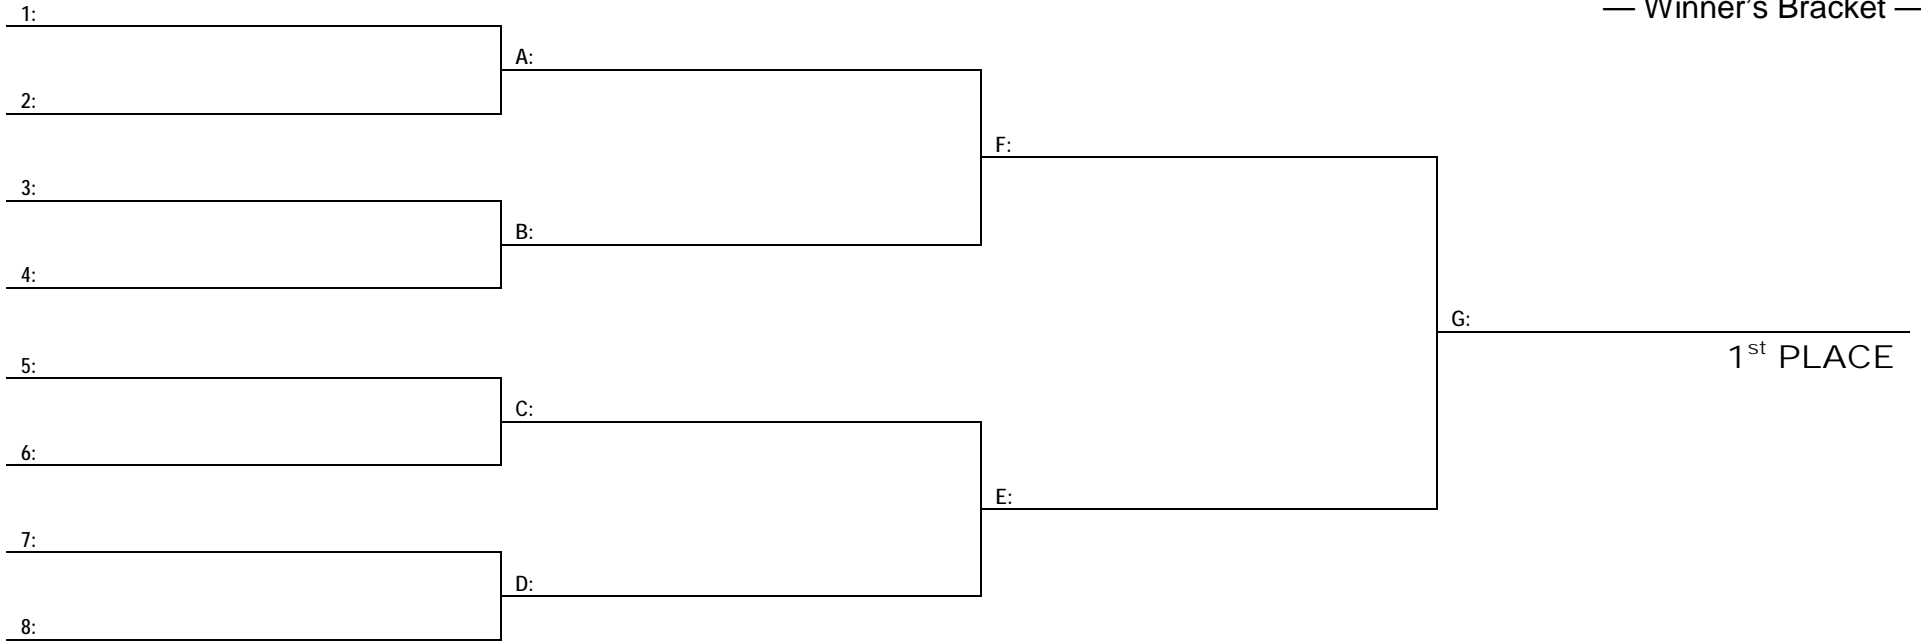 — Winner's Bracket —
1:
A:
2:
F:
3:
B:
4:
G:
1st PLACE
5:
C:
6:
E:
7:
D:
8: